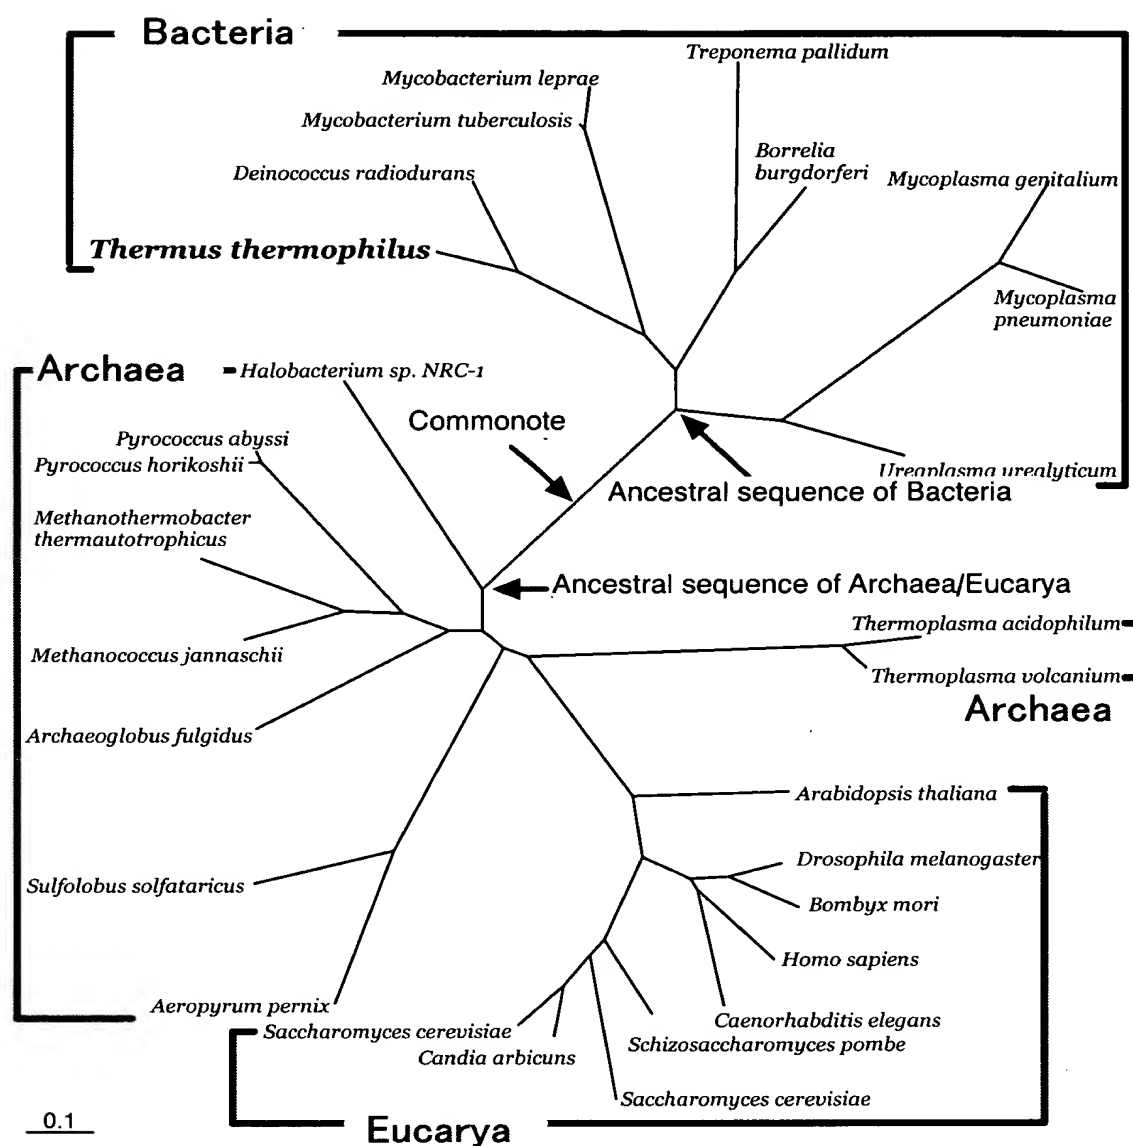 Bacteria
Treponema pallidum
Mycobacterium leprae
Mycobacterium tuberculosis
Borrelia
burgdorferi
Mycoplasma genitalium
Deinococcus radiodurans
Thermus thermophilus
Mycoplasma
pneumoniae
Archaea
Halobacterium sp. NRC-1
Commonote
Pyrococcus abyssi
Pyrococcus horikoshii
Ureaplasma urealyticum
Ancestral sequence of Bacteria
Methanothermobacter
thermautotrophicus
Ancestral sequence of Archaea/Eucarya
Thermoplasma acidophilum
Methanococcus jannaschii
Thermoplasma volcanium
Archaea
Archaeoglobus fulgidus
Arabidopsis thaliana
Drosophila melanogaster
Sulfolobus solfataricus
Bombyx mori
Homo sapiens
Aeropyrum pernix
Caenorhabditis elegans
Saccharomyces cerevisiae
Schizosaccharomyces pombe
Candia arbicuns
Saccharomyces cerevisiae
0.1
Eucarya